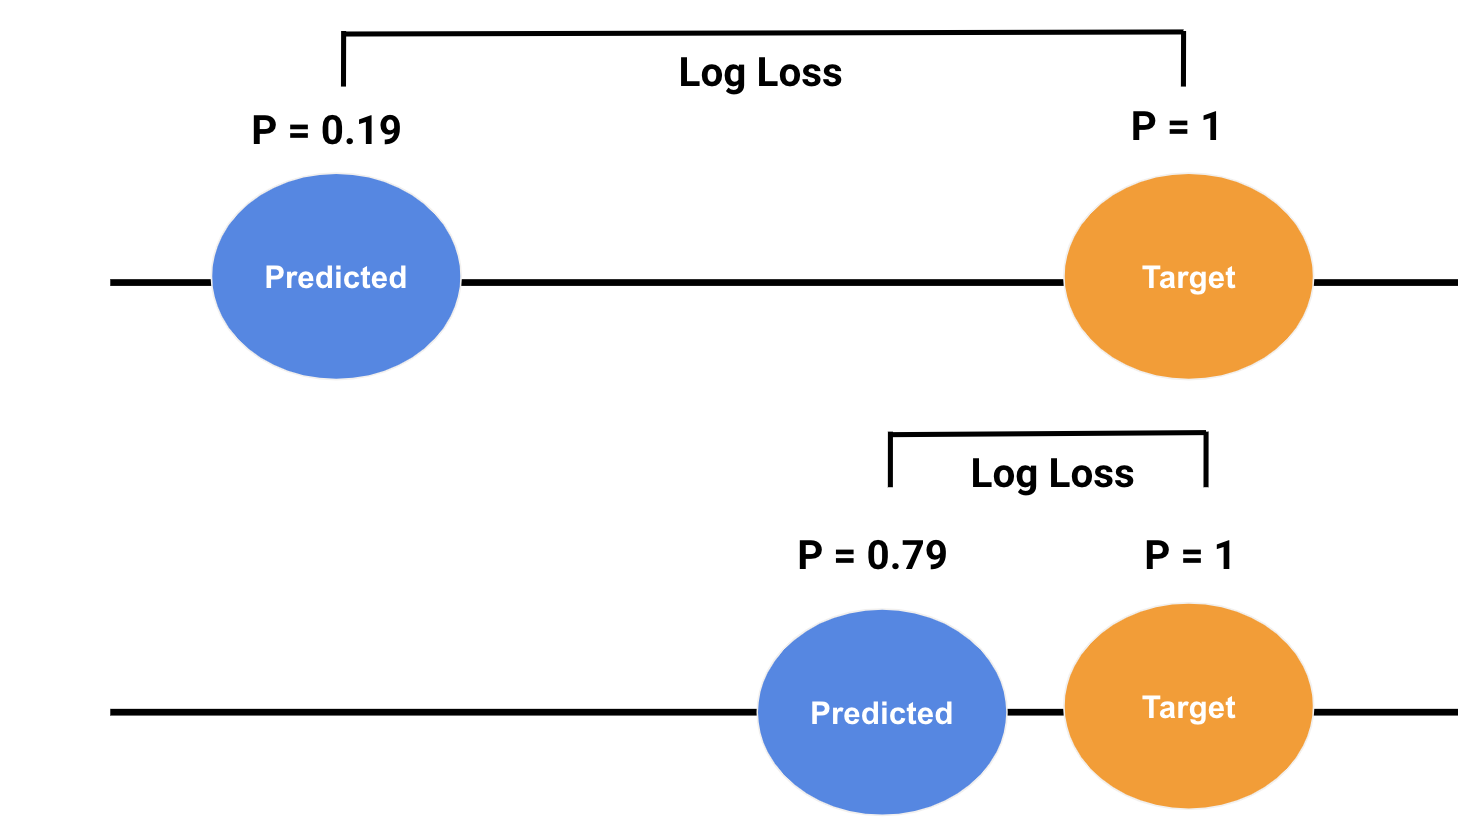 Log Loss
P = 0.19
P = 1
Predicted
Target
Log Loss
P = 0.79
P = 1
Predicted
Target